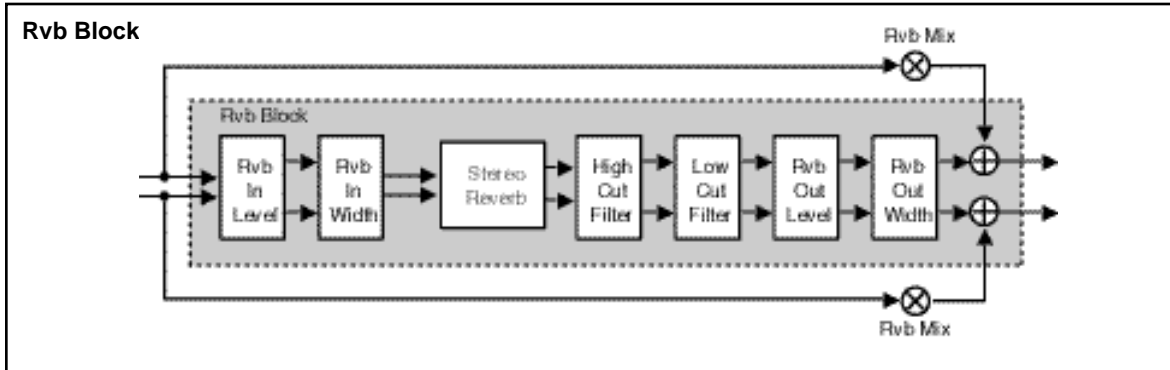 Rvb Block
Rvb Mix
Rvb Block
Rvb
In
Level
Rvb
In
Width
Stereo
Reverb
High
Cut
Filter
Low
Cut
Filter
Rvb
Out
Level
Rvb
Out
Width
Rvb Mix